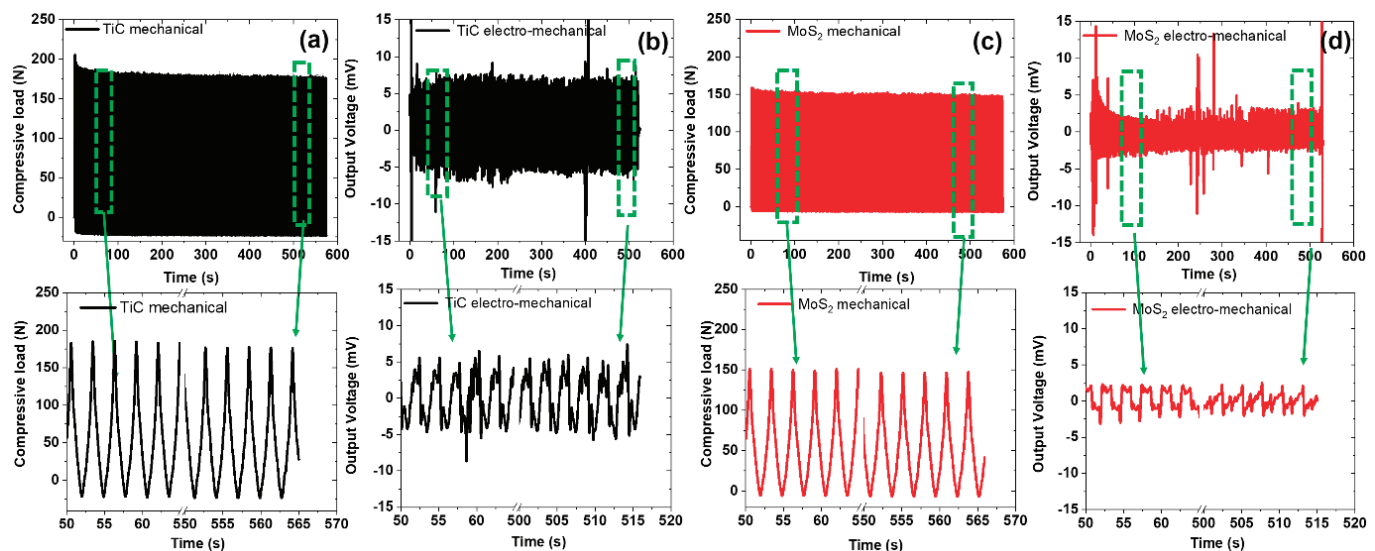 TiC mechanical
(a)
Compressive load (N)
250
200
150
100
50
0
0 100 200 300 400 500 600
Time (s)
TiC electro-mechanical
(b)
Output Voltage (mV)
15
10
5
0
-5
-10
-15
0 100 200 300 400 500 600
Time (s)
MoS2 mechanical
(c)
Compressive load (N)
250
200
150
100
50
0
0 100 200 300 400 500 600
Time (s)
MoS2 electro-mechanical
(d)
Output Voltage (mV)
15
10
5
0
-5
-10
-15
0 100 200 300 400 500 600
Time (s)
TiC mechanical
Compressive load (N)
250
200
150
100
50
0
50 55 60 550 555 560 565 570
Time (s)
TiC electro-mechanical
Output Voltage (mV)
15
10
5
0
-5
-10
-15
50 55 60 500 505 510 515 520
Time (s)
MoS2 mechanical
Compressive load (N)
250
200
150
100
50
0
50 55 60 550 555 560 565 570
Time (s)
MoS2 electro-mechanical
Output Voltage (mV)
15
10
5
0
-5
-10
-15
50 55 60 500 505 510 515 520
Time (s)